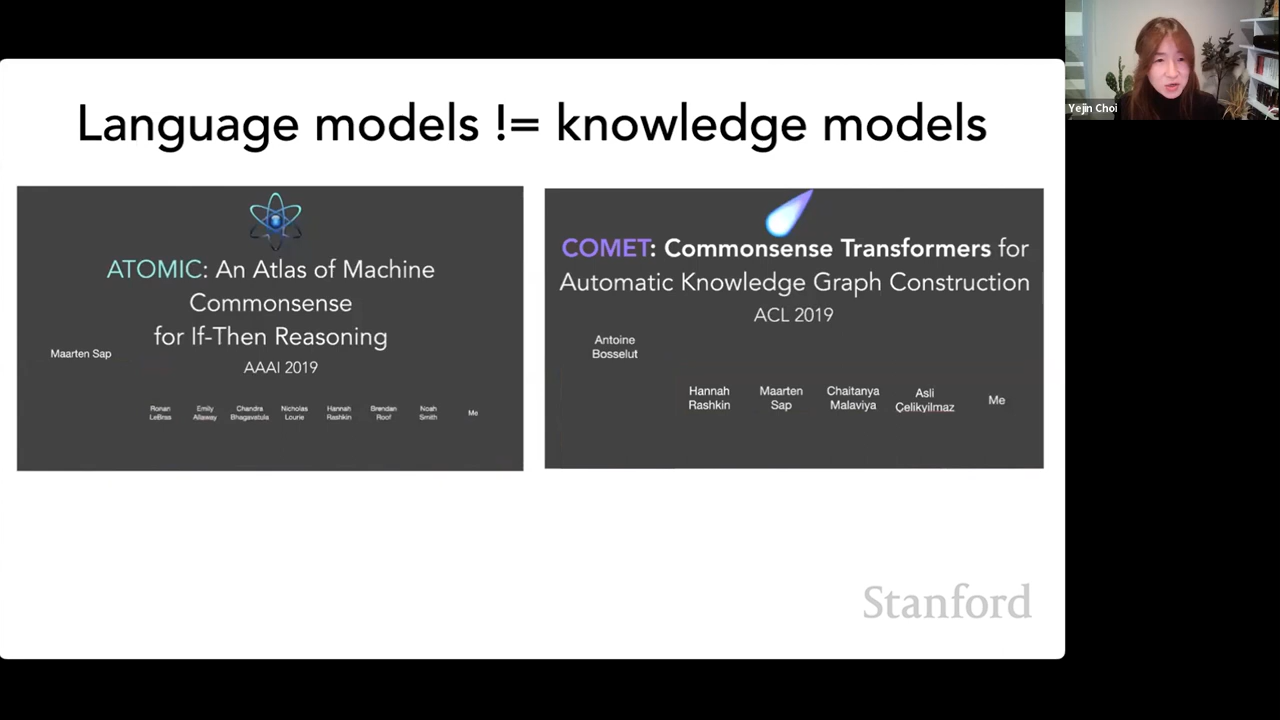 Language models != knowledge models
ATOMIC: An Atlas of Machine
Commonsense
for If-Then Reasoning
AAAI 2019
Maarten Sap
Ronan LeBras
Emily Allaway
Chandra Bhagavatula
Nicholas Lourie
Hannah Rashkin
Brendan Roof
Noah Smith
Me
COMET: Commonsense Transformers for
Automatic Knowledge Graph Construction
ACL 2019
Antoine
Bosselut
Hannah
Rashkin
Maarten
Sap
Chaitanya
Malaviya
Asli
Çelikyilmaz
Me
Stanford
Yejin Choi